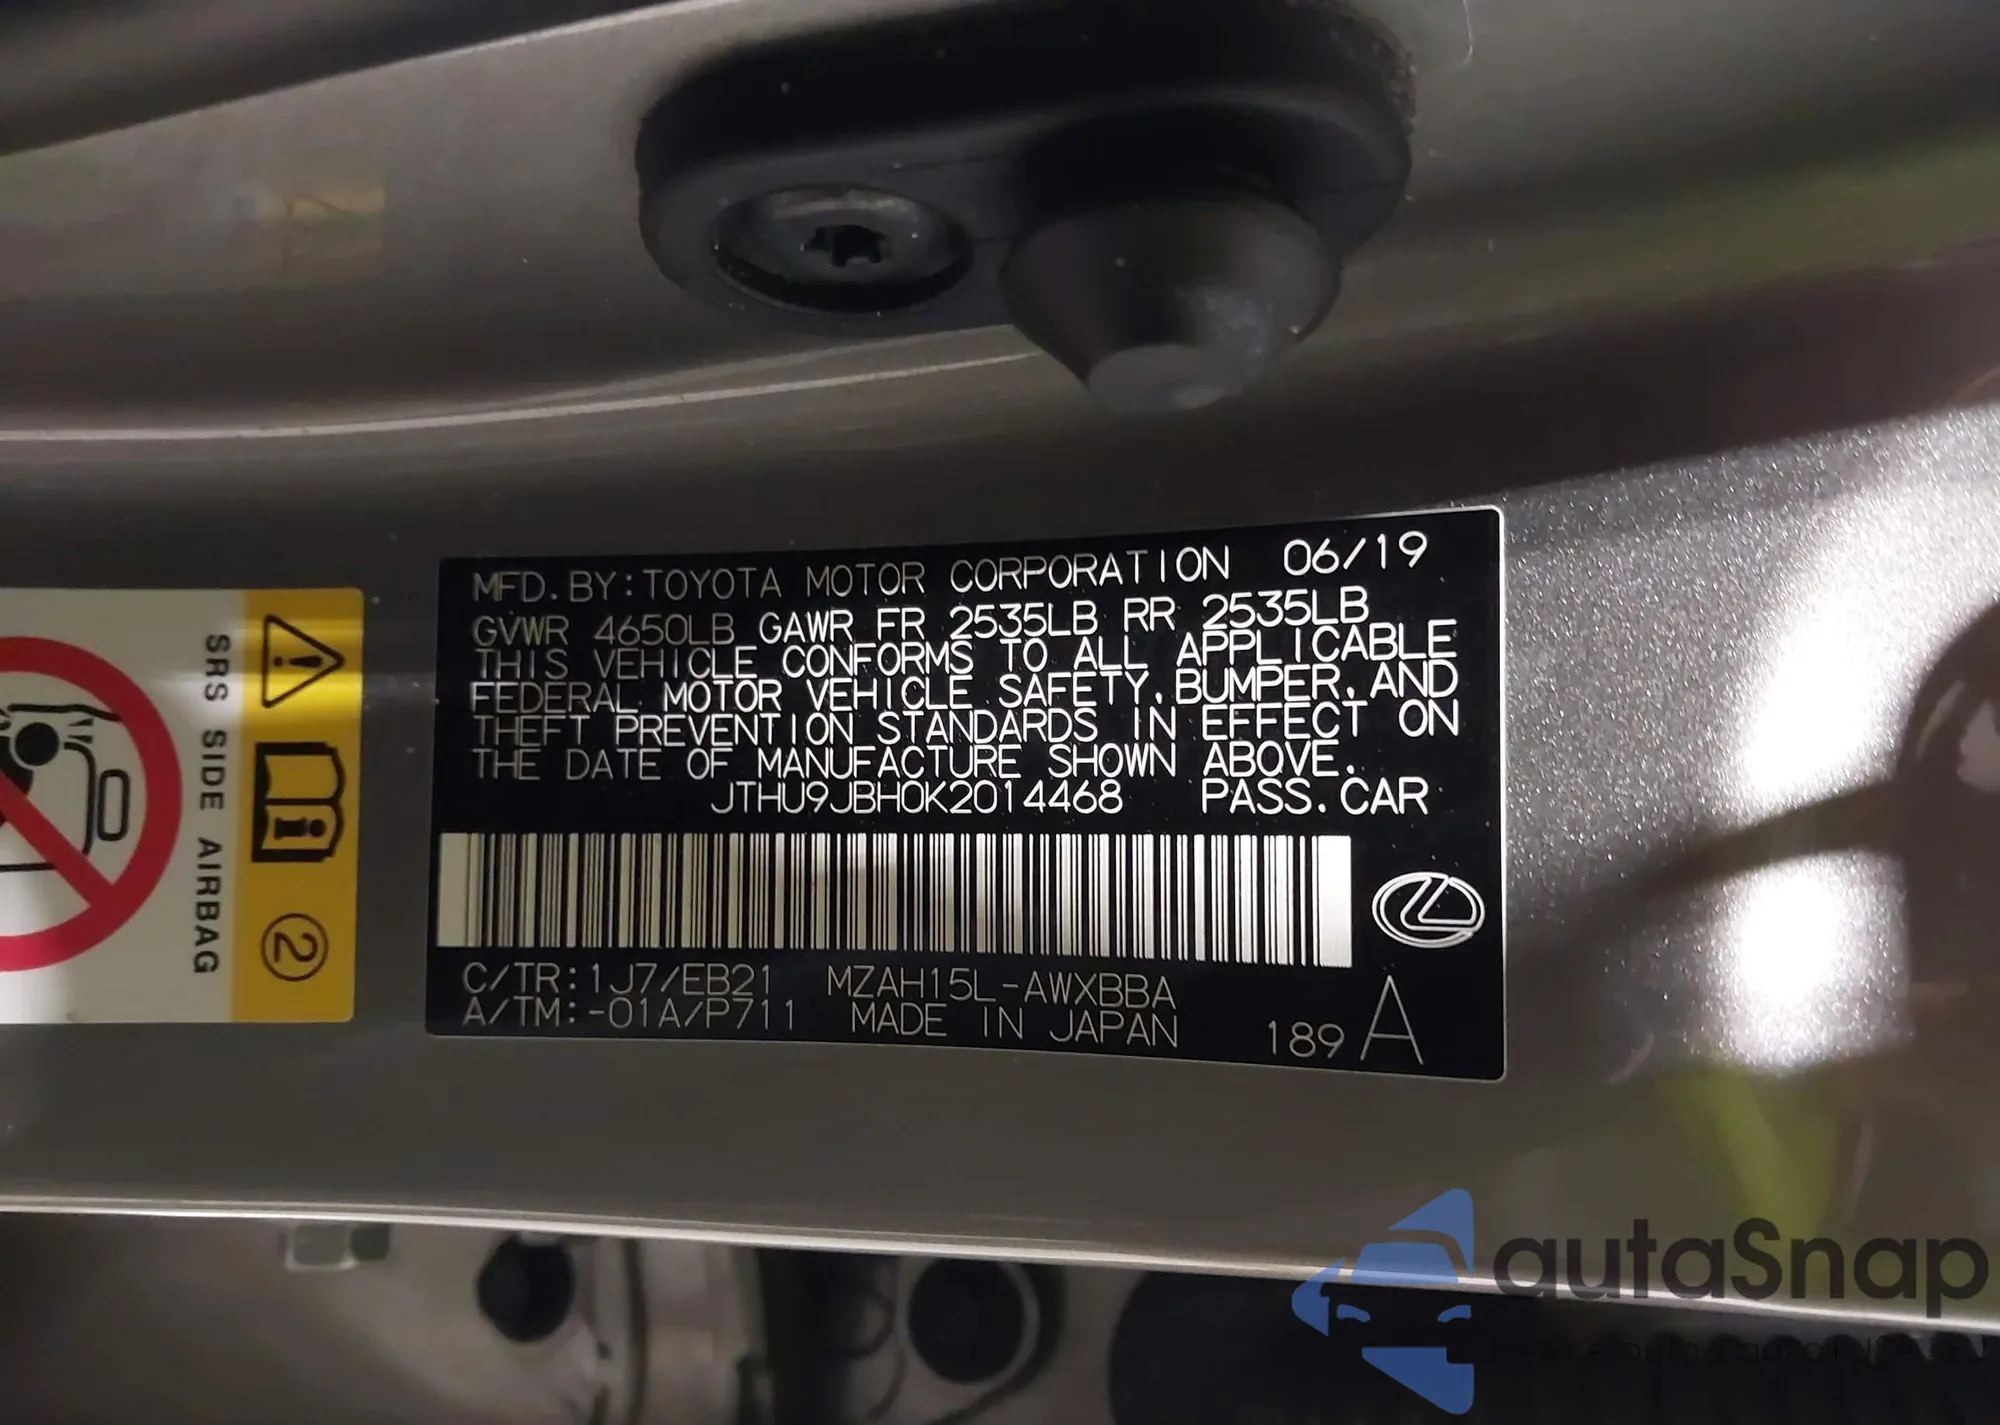 MFD.BY:TOYOTA MOTOR CORPORATION 06/19
GVWR 4650LB GAWR FR 2535LB RR 2535LB
THIS VEHICLE CONFORMS TO ALL APPLICABLE
FEDERAL MOTOR VEHICLE SAFETY,BUMPER,AND
THEFT PREVENTION STANDARDS IN EFFECT ON
THE DATE OF MANUFACTURE SHOWN ABOVE.
JTHU9JBH0K2014468 PASS.CAR
C/TR:1J7/EB21 MZAH15L-AWXBBA
A/TM:-01A/P711 MADE IN JAPAN 189 A
SRS SIDE AIRBAG
2
autaSnap